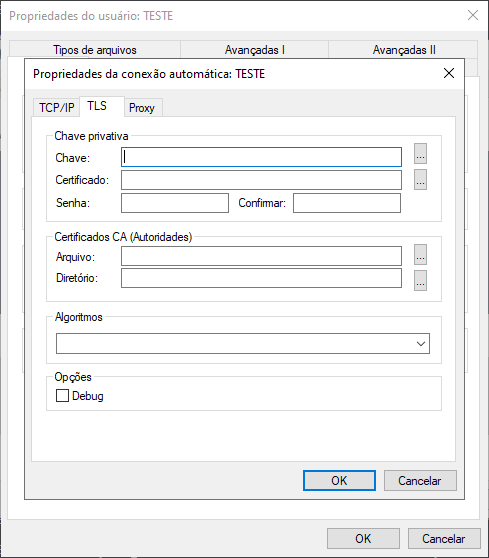 Propriedades do usuário: TESTE
Tipos de arquivos Avançadas I Avançadas II
Propriedades da conexão automática: TESTE
TCP/IP TLS Proxy
Chave privativa
Chave: ...
Certificado: ...
Senha: Confirmar:
Certificados CA (Autoridades)
Arquivo: ...
Diretório: ...
Algoritmos
Opções
Debug
OK Cancelar
OK Cancelar